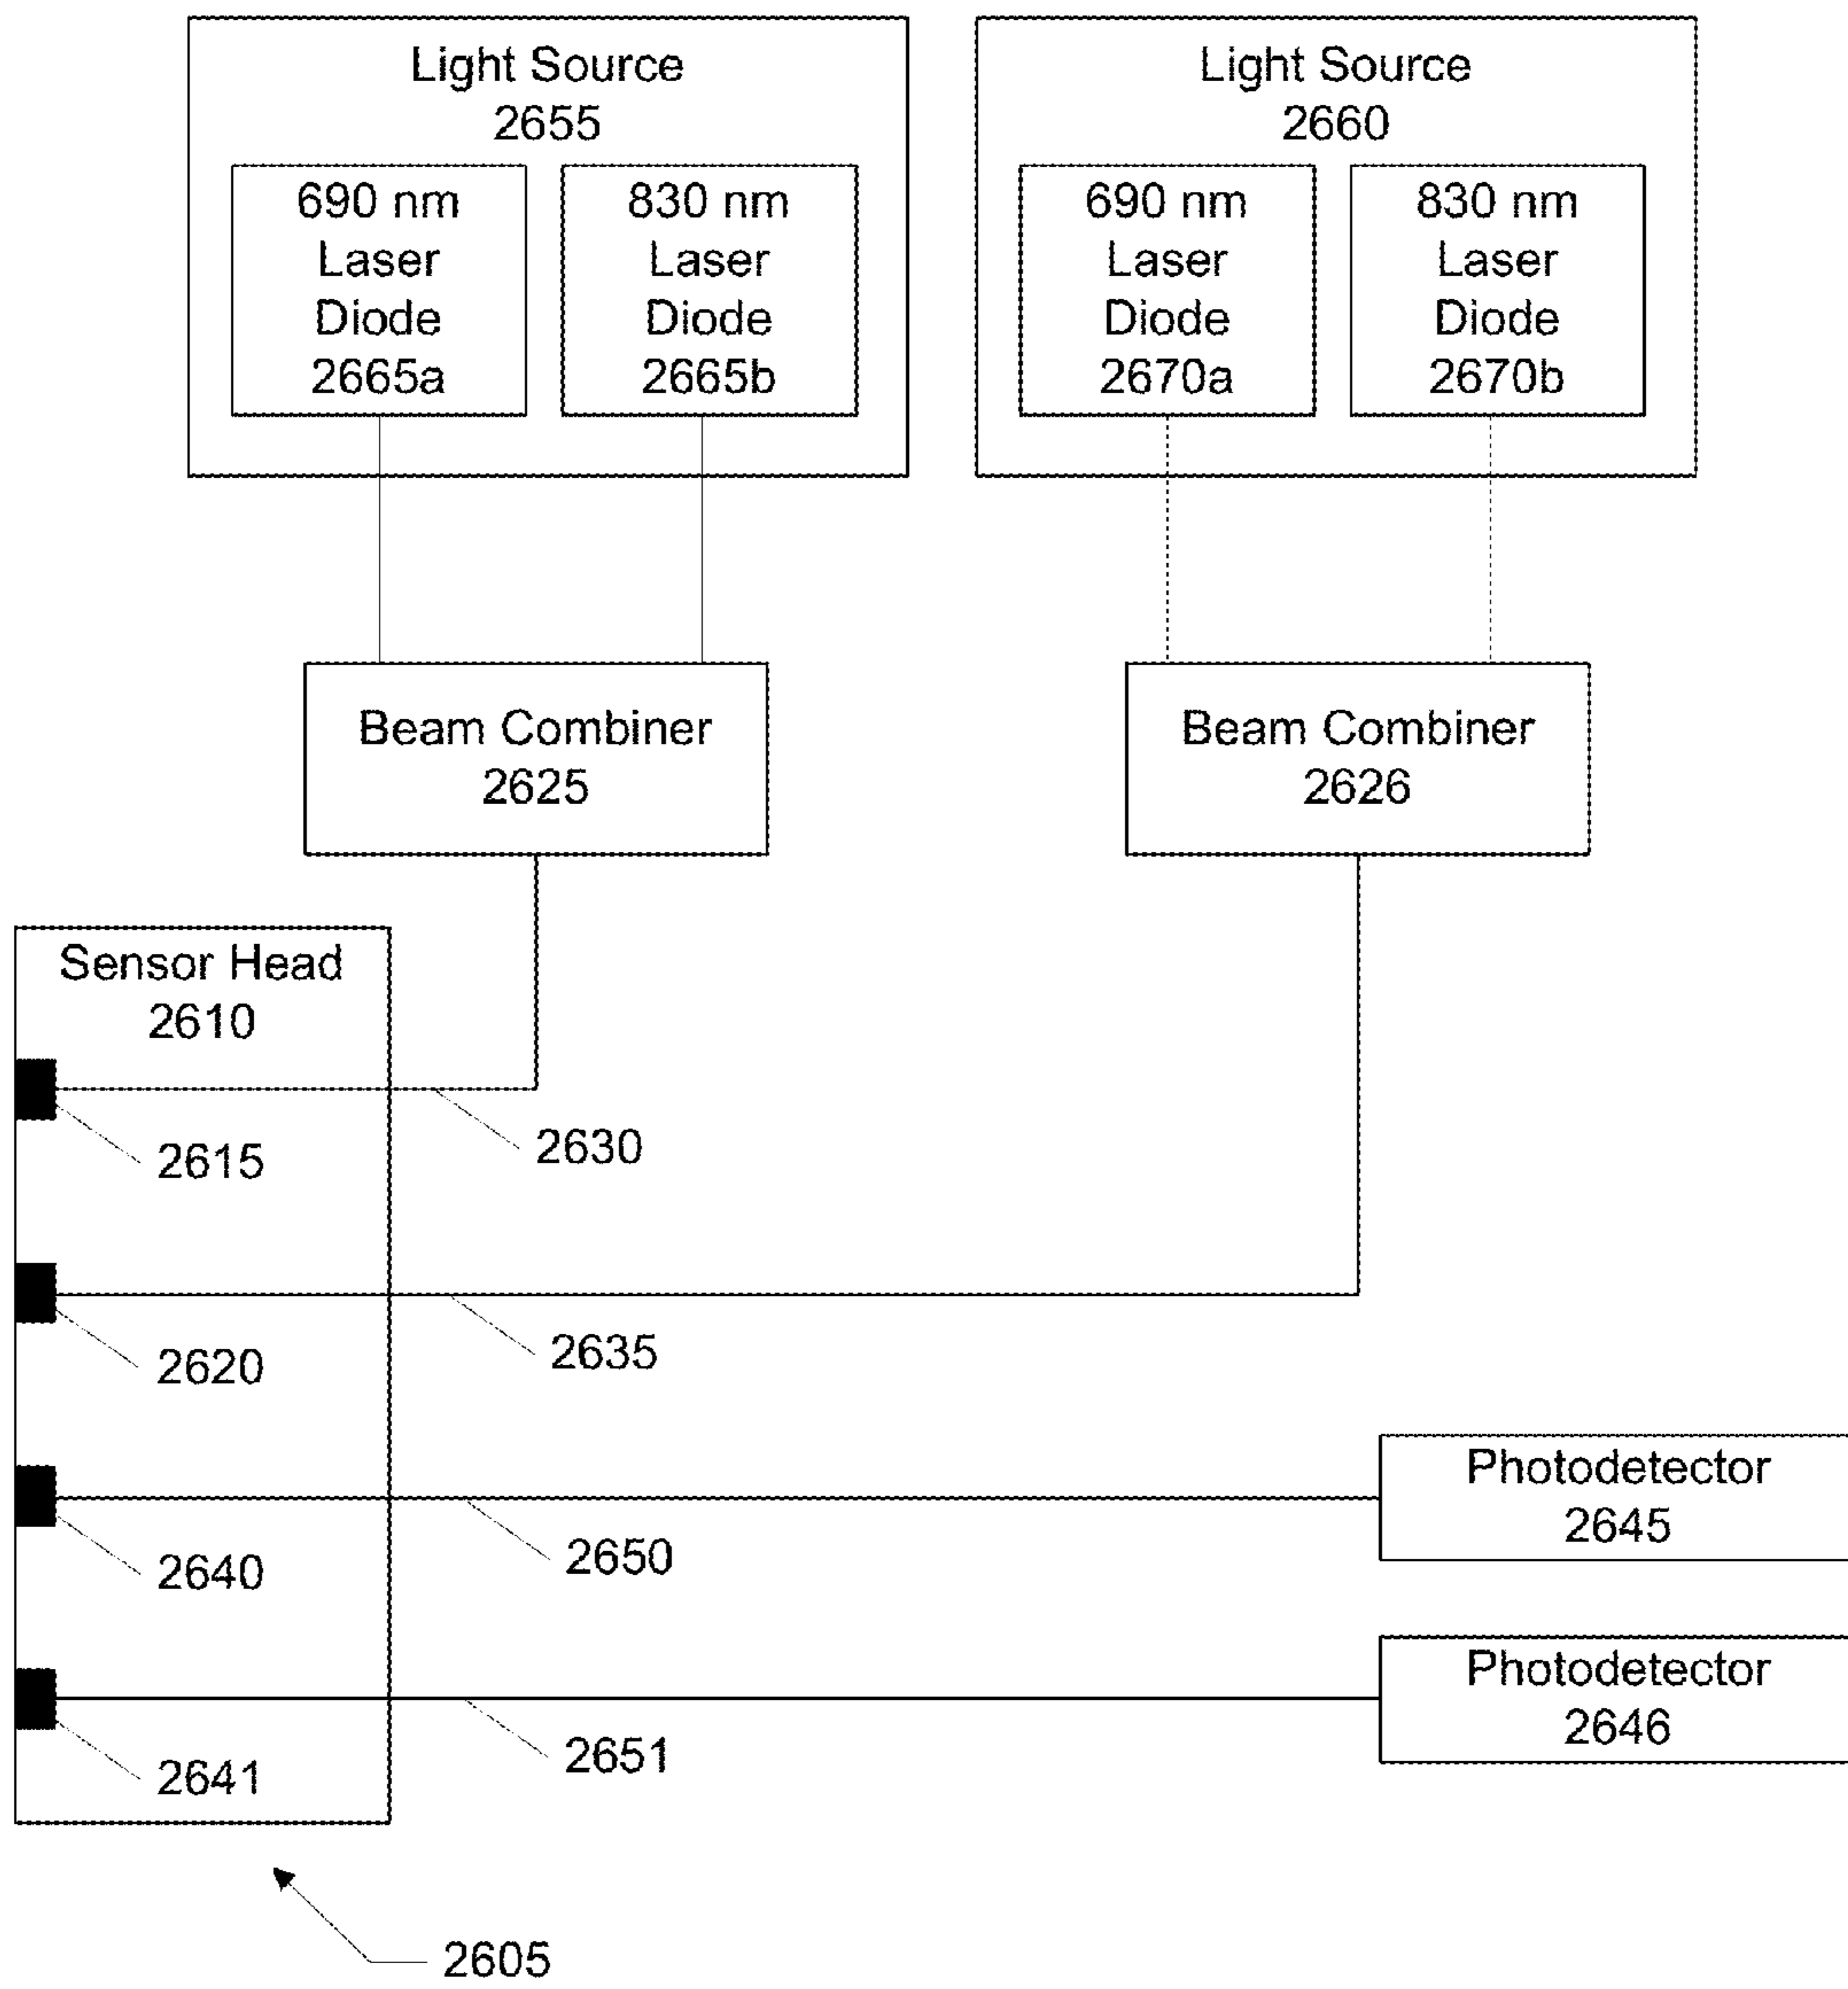 Light Source
2655
690 nm
Laser
Diode
2665a
830 nm
Laser
Diode
2665b
Light Source
2660
690 nm
Laser
Diode
2670a
830 nm
Laser
Diode
2670b
Beam Combiner
2625
Beam Combiner
2626
Sensor Head
2610
2615
2630
2620
2635
2640
2650
Photodetector
2645
2641
2651
Photodetector
2646
2605